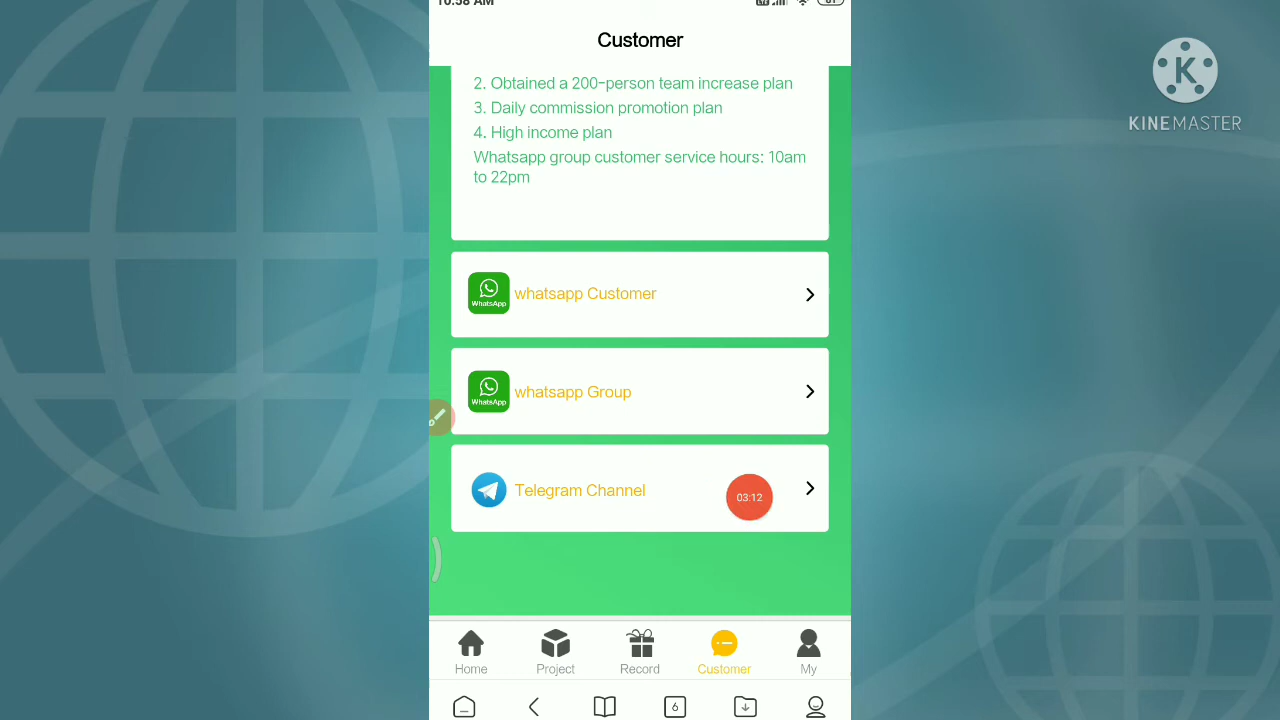 10:58 AM
Customer
2. Obtained a 200-person team increase plan
3. Daily commission promotion plan
4. High income plan
Whatsapp group customer service hours: 10am
to 22pm
WhatsApp
whatsapp Customer
WhatsApp
whatsapp Group
Telegram Channel
03:12
Home
Project
Record
Customer
My
6
K
KINEMASTER